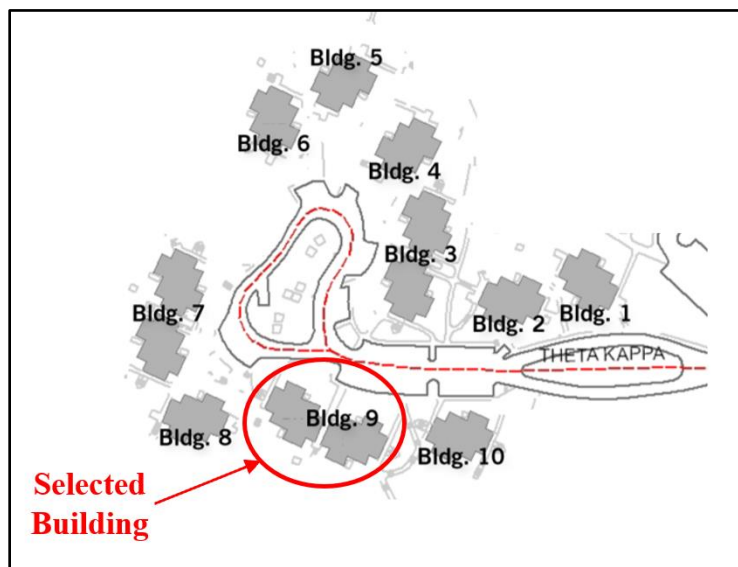 Bldg. 5
Bldg. 6
Bldg. 4
Bldg. 3
Bldg. 7
Bldg. 2
Bldg. 1
THETA KAPPA
Bldg. 9
Bldg. 8
Bldg. 10
Selected
Building